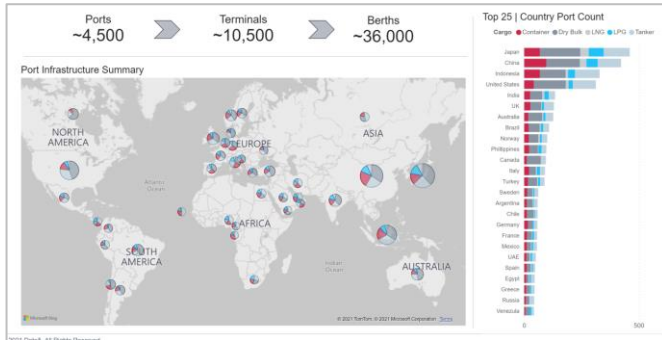 Ports
~4,500
Terminals
~10,500
Berths
~36,000
Port Infrastructure Summary
NORTH
AMERICA
Atlantic
Ocean
EUROPE
ASIA
AFRICA
SOUTH
AMERICA
Indian
Ocean
AUSTRALIA
Microsoft Bing
© 2021 TomTom, © 2021 Microsoft Corporation Terms
Top 25 | Country Port Count
Cargo Container Dry Bulk LNG LPG Tanker
Japan
China
Indonesia
United States
India
UK
Australia
Brazil
Norway
Philippines
Canada
Italy
Turkey
Sweden
Argentina
Chile
Germany
France
Mexico
UAE
Spain
Egypt
Greece
Russia
Venezuela
0 500
All Rights Reserved